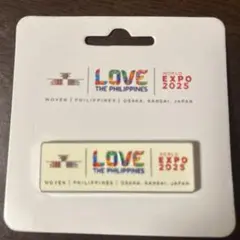 LOVE
THE PHILIPPINES
WORLD
EXPO
2025
WOVEN | PHILIPPINES | OSAKA, KANSAI, JAPAN
LOVE
THE PHILIPPINES
WORLD
EXPO
2025
WOVEN | PHILIPPINES | OSAKA, KANSAI, JAPAN